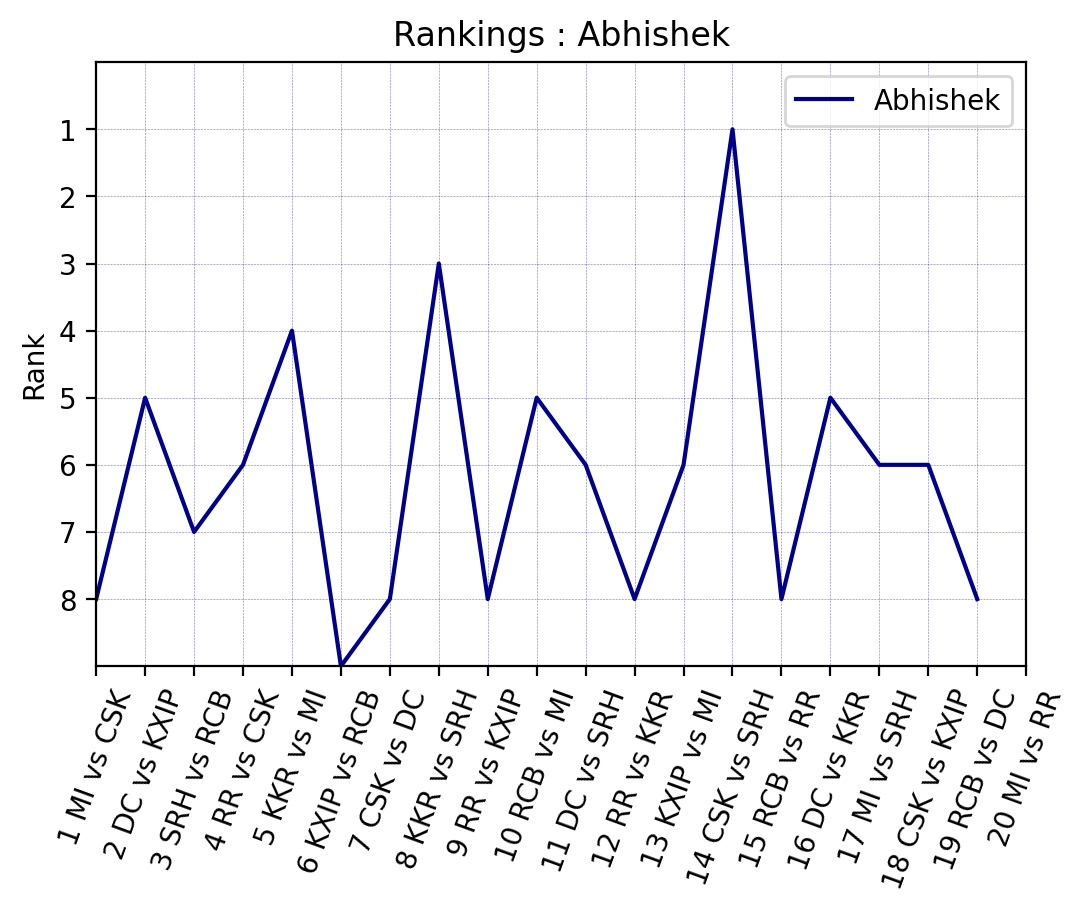 Rankings : Abhishek
Abhishek
Rank
1
2
3
4
5
6
7
8
1 MI vs CSK
2 DC vs KXIP
3 SRH vs RCB
4 RR vs CSK
5 KKR vs MI
6 KXIP vs RCB
7 CSK vs DC
8 KKR vs SRH
9 RR vs KXIP
10 RCB vs MI
11 DC vs SRH
12 RR vs KKR
13 KXIP vs MI
14 CSK vs SRH
15 RCB vs RR
16 DC vs KKR
17 MI vs SRH
18 CSK vs KXIP
19 RCB vs DC
20 MI vs RR